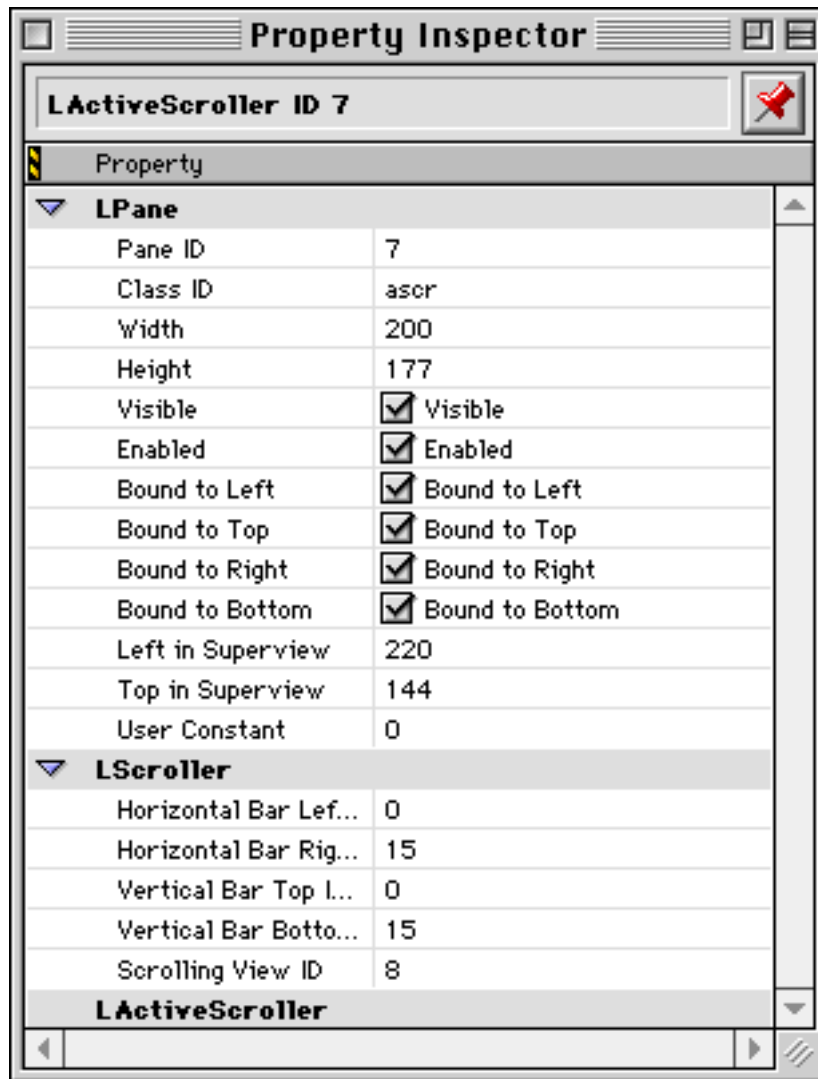 Property Inspector
LActiveScroller ID 7
Property
LPane
Pane ID 7
Class ID ascr
Width 200
Height 177
Visible Visible
Enabled Enabled
Bound to Left Bound to Left
Bound to Top Bound to Top
Bound to Right Bound to Right
Bound to Bottom Bound to Bottom
Left in Superview 220
Top in Superview 144
User Constant 0
LScroller
Horizontal Bar Lef... 0
Horizontal Bar Rig... 15
Vertical Bar Top I... 0
Vertical Bar Botto... 15
Scrolling View ID 8
LActiveScroller